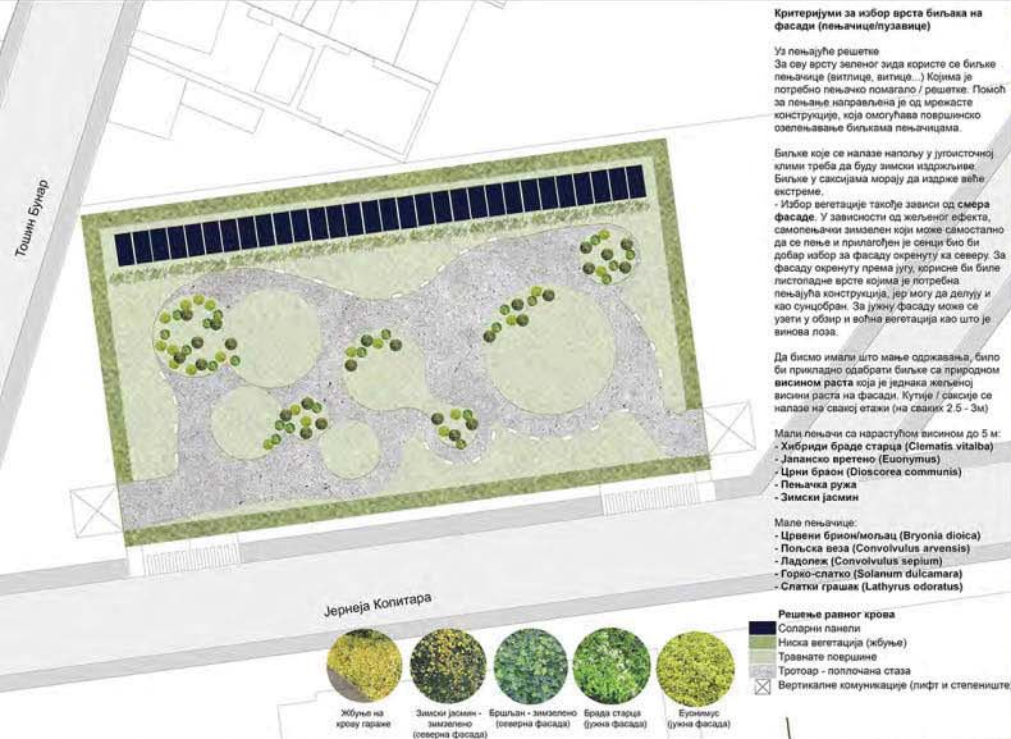 Критеријуми за избор врста биљака на
фасади (пењачице/пузавице)
Уз пењајуће решетке
За ову врсту зеленог зида користе се биљке
пењачице (витлице, витице...) Којима је
потребно пењачко помагало / решетке. Помоћ
за пењање направљена је од мрежасте
конструкције, која омогућава површинско
озелењавање биљкама пењачицама.
Биљке које се налазе напољу у југоисточној
клими треба да буду зимски издржљиве.
Биљке у саксијама морају да издрже веће
екстреме.
- Избор вегетације такође зависи од смера
фасаде. У зависности од жељеног ефекта,
самопењачки зимзелен који може самостално
да се пење и прилагођен је сенци био би
добар избор за фасаду окренуту ка северу. За
фасаду окренуту према југу, корисне би биле
листопадне врсте којима је потребна
пењајућа конструкција, јер могу да делују и
као сунцобран. За јужну фасаду може се
узети у обзир и воћна вегетација као што је
винова лоза.
Да бисмо имали што мање одржавања, било
би прикладно одабрати биљке са природном
висином раста која је једнака жељеној
висини раста на фасади. Кутије / саксије се
налазе на свакој етажи (на сваких 2.5 - 3м)
Мали пењачи са нарастућом висином до 5 м:
- Хибриди браде старца (Clematis vitalba)
- Јапанско вретено (Euonymus)
- Црни браон (Dioscorea communis)
- Пењачка ружа
- Зимски јасмин
Мале пењачице:
- Црвени брион/мољац (Bryonia dioica)
- Пољска веза (Convolvulus arvensis)
- Ладолеж (Convolvulus sepium)
- Горко-слатко (Solanum dulcamara)
- Слатки грашак (Lathyrus odoratus)
Решење равног крова
Соларни панели
Ниска вегетација (жбуње)
Травнате површине
Тротоар - поплочана стаза
Вертикалне комуникације (лифт и степениште)
Тошин Бунар
Јернеја Копитара
Жбуње на
крову гараже
Зимски јасмин -
зимзелено
(северна фасада)
Бршљан - зимзелено
(северна фасада)
Брада старца
(јужна фасада)
Еуонимус
(јужна фасада)